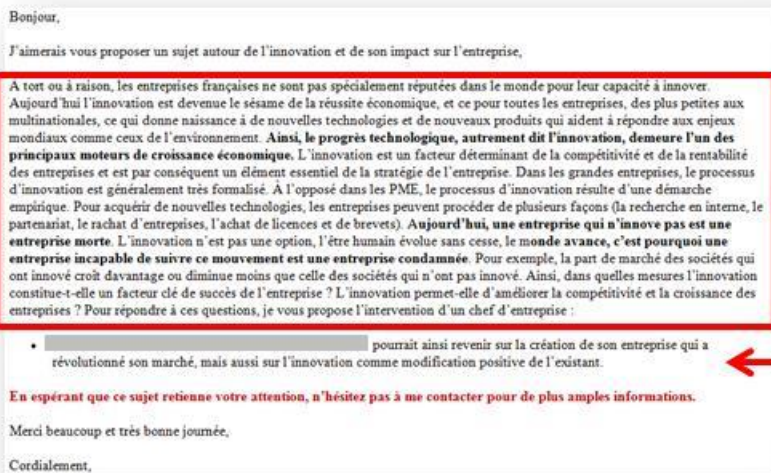 Bonjour,
J'aimerais vous proposer un sujet autour de l'innovation et de son impact sur l'entreprise,
A tort ou à raison, les entreprises françaises ne sont pas spécialement réputées dans le monde pour leur capacité à innover.
Aujourd'hui l'innovation est devenue le sésame de la réussite économique, et ce pour toutes les entreprises, des plus petites aux
multinationales, ce qui donne naissance à de nouvelles technologies et de nouveaux produits qui aident à répondre aux enjeux
mondiaux comme ceux de l'environnement. Ainsi, le progrès technologique, autrement dit l'innovation, demeure l'un des
principaux moteurs de croissance économique. L'innovation est un facteur déterminant de la compétitivité et de la rentabilité
des entreprises et est par conséquent un élément essentiel de la stratégie de l'entreprise. Dans les grandes entreprises, le processus
d'innovation est généralement très formalisé. À l'opposé dans les PME, le processus d'innovation résulte d'une démarche
empirique. Pour acquérir de nouvelles technologies, les entreprises peuvent procéder de plusieurs façons (la recherche en interne, le
partenariat, le rachat d'entreprises, l'achat de licences et de brevets). Aujourd'hui, une entreprise qui n'innove pas est une
entreprise morte. L'innovation n'est pas une option, l'être humain évolue sans cesse, le monde avance, c'est pourquoi une
entreprise incapable de suivre ce mouvement est une entreprise condamnée. Pour exemple, la part de marché des sociétés qui
ont innové croît davantage ou diminue moins que celle des sociétés qui n'ont pas innové. Ainsi, dans quelles mesures l'innovation
constitue-t-elle un facteur clé de succès de l'entreprise ? L'innovation permet-elle d'améliorer la compétitivité et la croissance des
entreprises ? Pour répondre à ces questions, je vous propose l'intervention d'un chef d'entreprise :
• pourrait ainsi revenir sur la création de son entreprise qui a
révolutionné son marché, mais aussi sur l'innovation comme modification positive de l'existant.
En espérant que ce sujet retienne votre attention, n'hésitez pas à me contacter pour de plus amples informations.
Merci beaucoup et très bonne journée,
Cordialement,